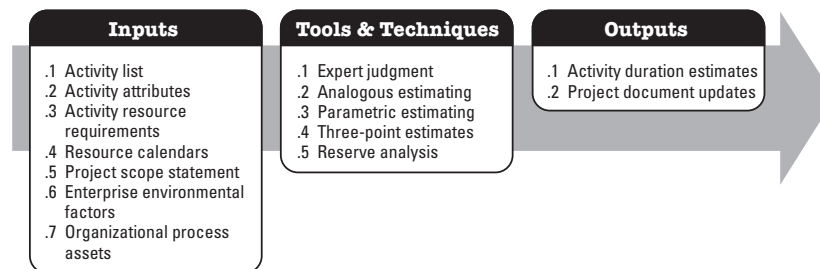 Inputs
.1 Activity list
.2 Activity attributes
.3 Activity resource
requirements
.4 Resource calendars
.5 Project scope statement
.6 Enterprise environmental
factors
.7 Organizational process
assets
Tools & Techniques
.1 Expert judgment
.2 Analogous estimating
.3 Parametric estimating
.4 Three-point estimates
.5 Reserve analysis
Outputs
.1 Activity duration estimates
.2 Project document updates